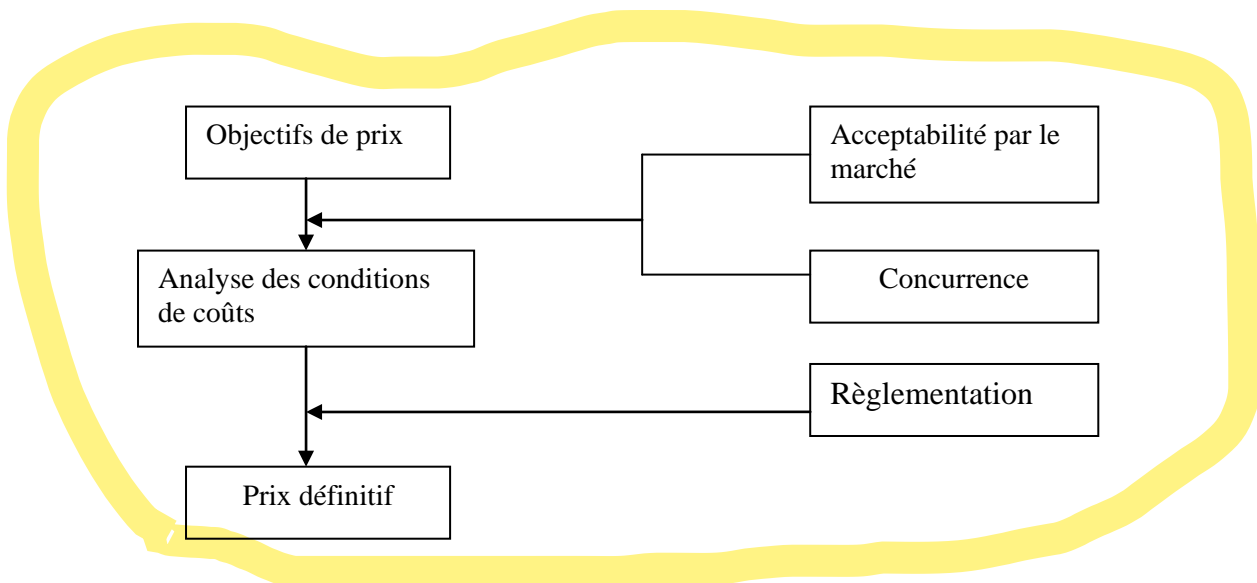 Objectifs de prix
Acceptabilité par le
marché
Analyse des conditions
de coûts
Concurrence
Règlementation
Prix définitif